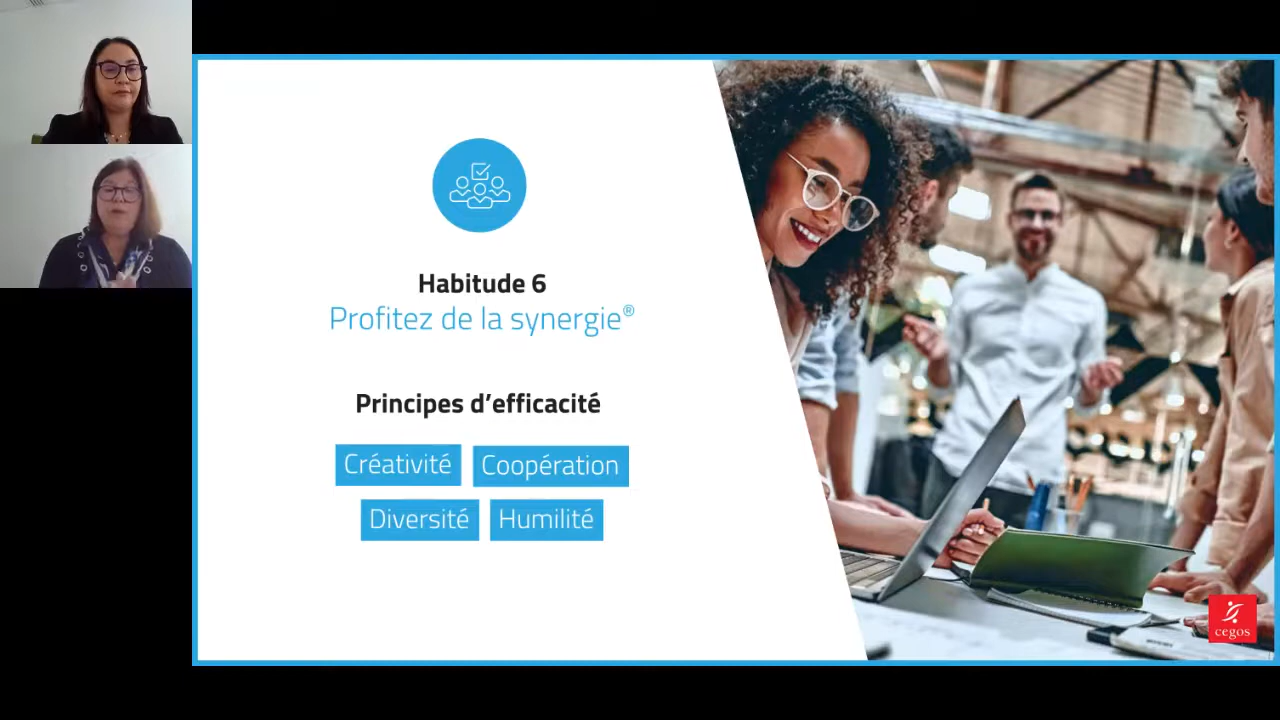 Habitude 6
Profitez de la synergie®
Principes d’efficacité
Créativité Coopération
Diversité Humilité
cegos